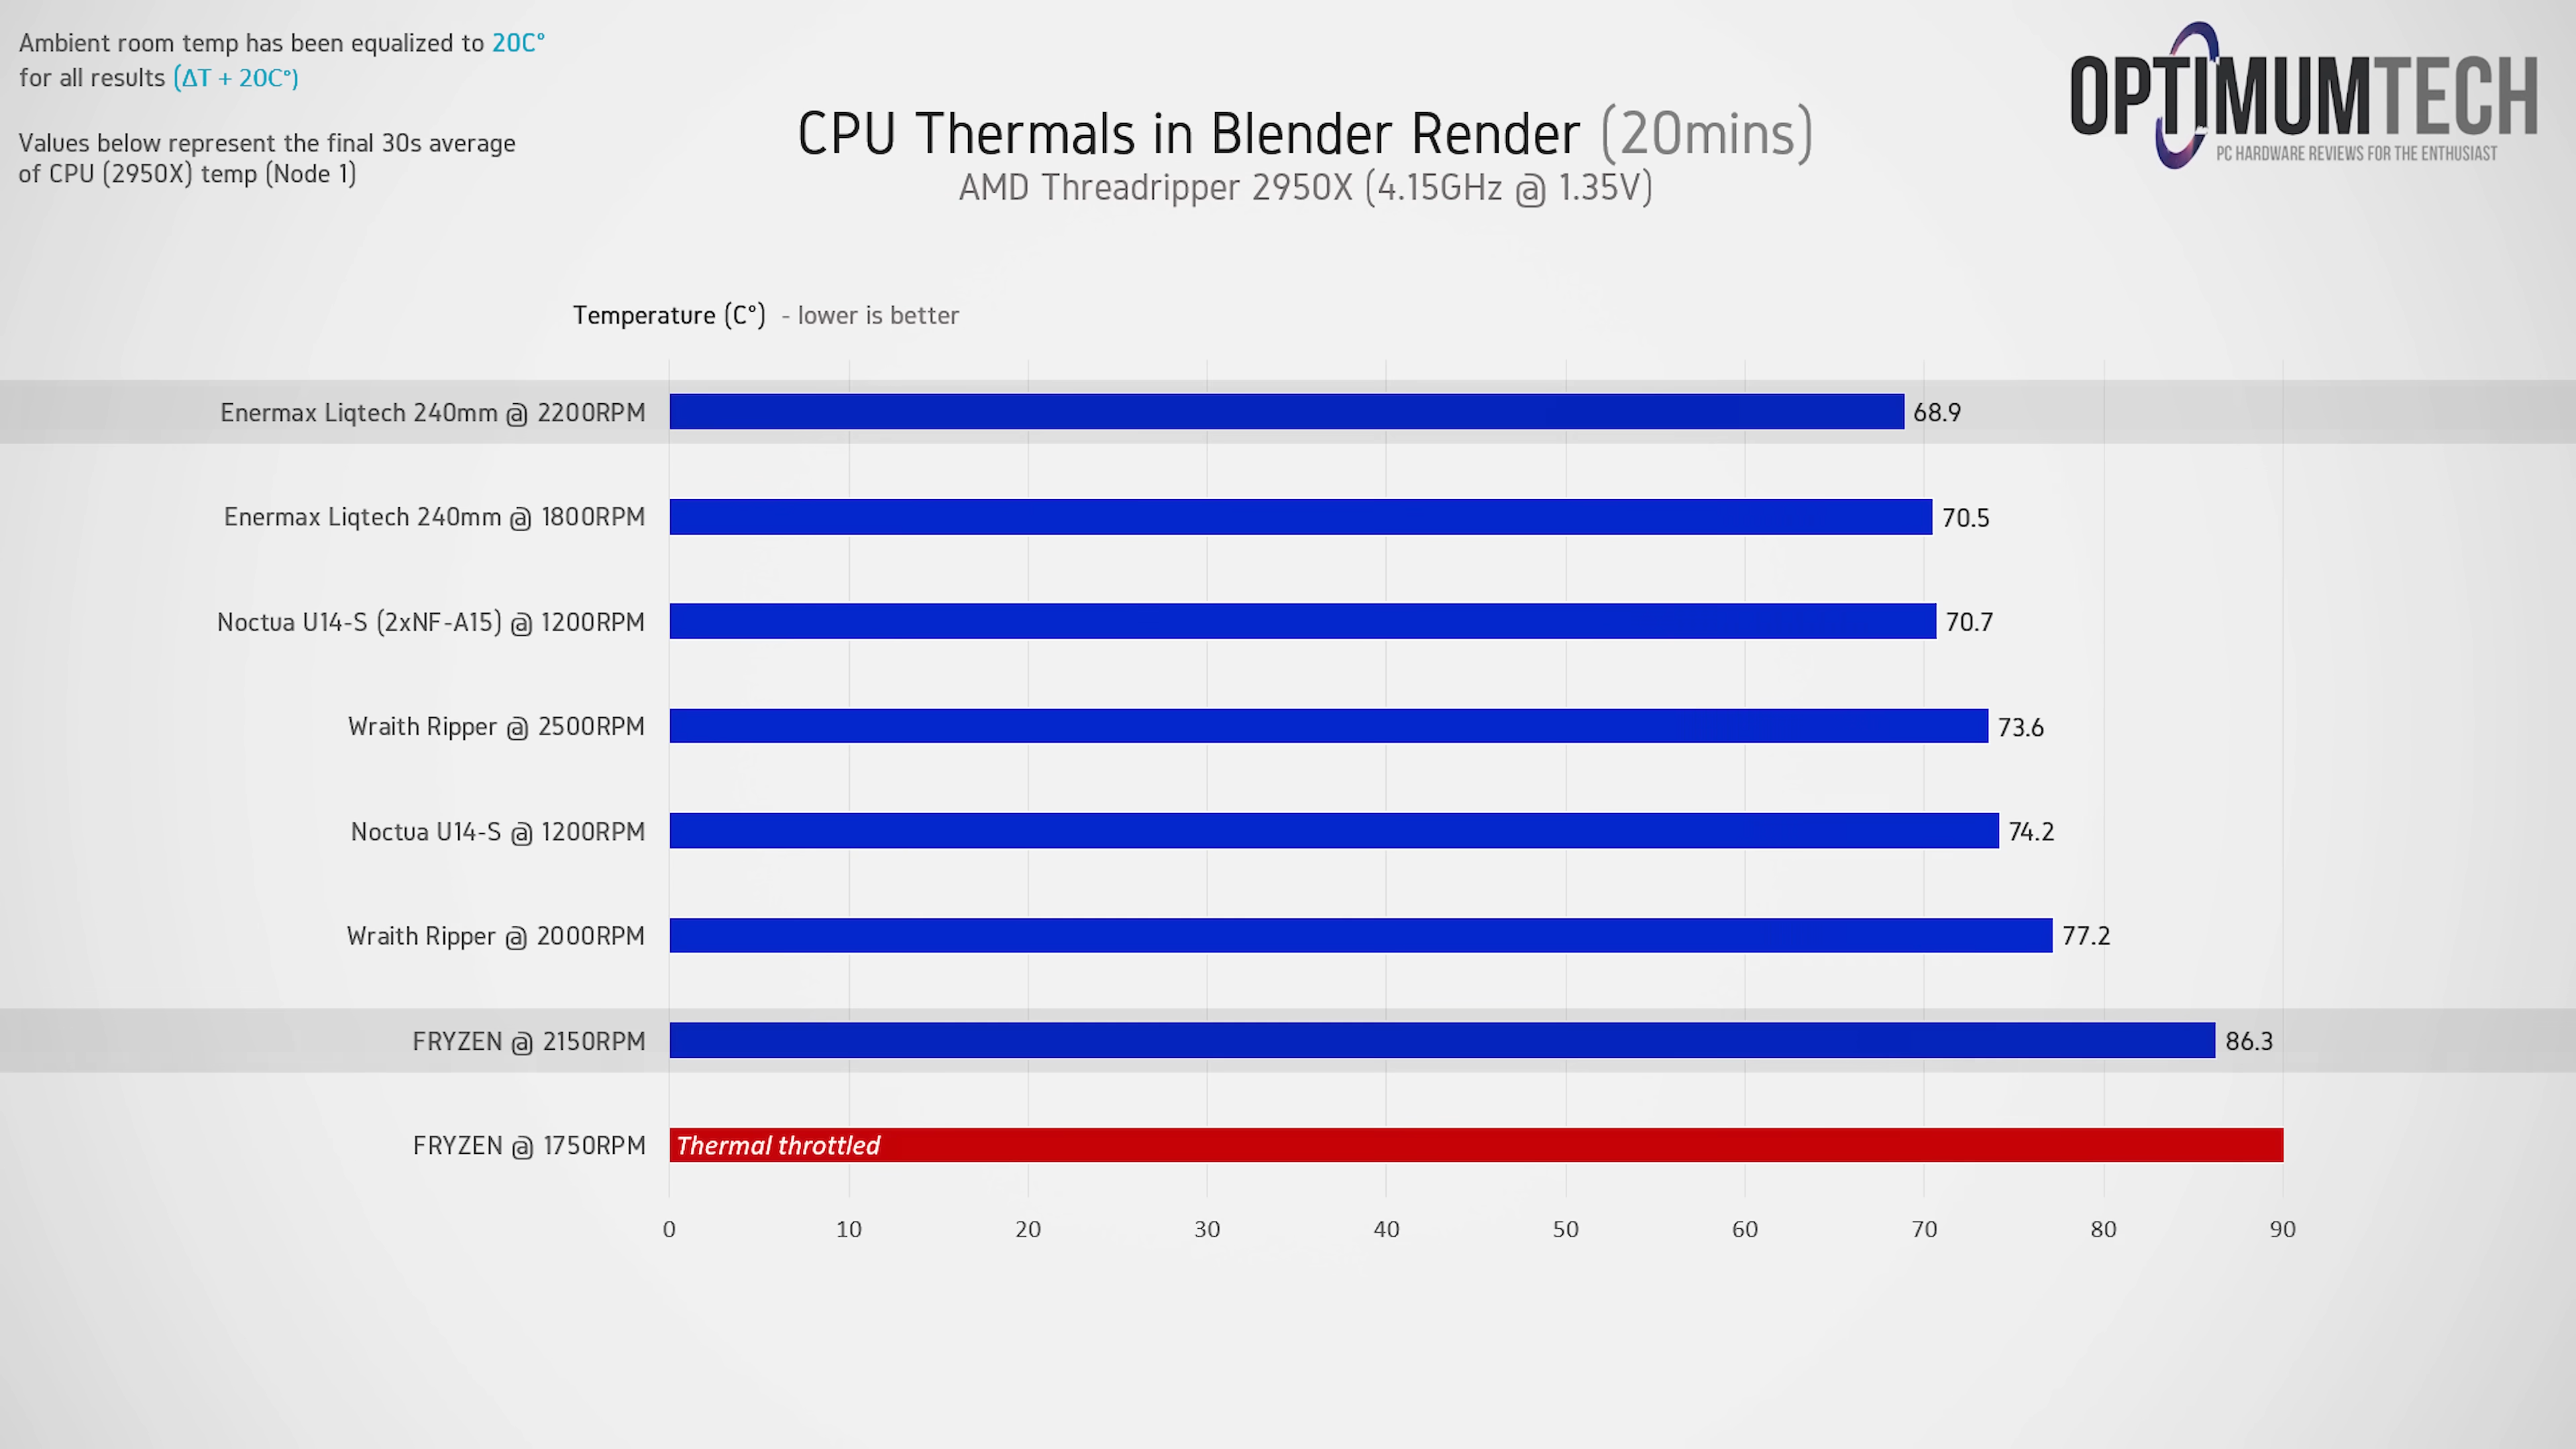 Ambient room temp has been equalized to 20C°
for all results (ΔT + 20C°)
Values below represent the final 30s average
of CPU (2950X) temp (Node 1)
OPTIMUMTECH
PC HARDWARE REVIEWS FOR THE ENTHUSIAST
CPU Thermals in Blender Render (20mins)
AMD Threadripper 2950X (4.15GHz @ 1.35V)
Temperature (C°) - lower is better
Enermax Liqtech 240mm @ 2200RPM 68.9
Enermax Liqtech 240mm @ 1800RPM 70.5
Noctua U14-S (2xNF-A15) @ 1200RPM 70.7
Wraith Ripper @ 2500RPM 73.6
Noctua U14-S @ 1200RPM 74.2
Wraith Ripper @ 2000RPM 77.2
FRYZEN @ 2150RPM 86.3
FRYZEN @ 1750RPM Thermal throttled
0 10 20 30 40 50 60 70 80 90